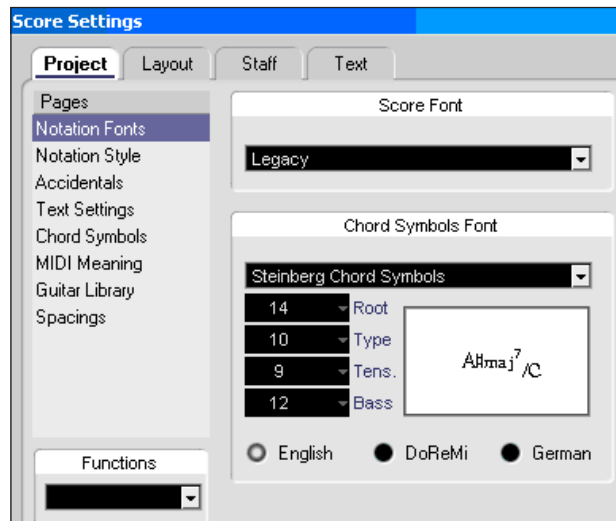 Score Settings
Project Layout Staff Text
Pages
Notation Fonts
Notation Style
Accidentals
Text Settings
Chord Symbols
MIDI Meaning
Guitar Library
Spacings
Functions
Score Font
Legacy
Chord Symbols Font
Steinberg Chord Symbols
14 Root
10 Type
9 Tens.
12 Bass
A#maj7/C
English DoReMi German